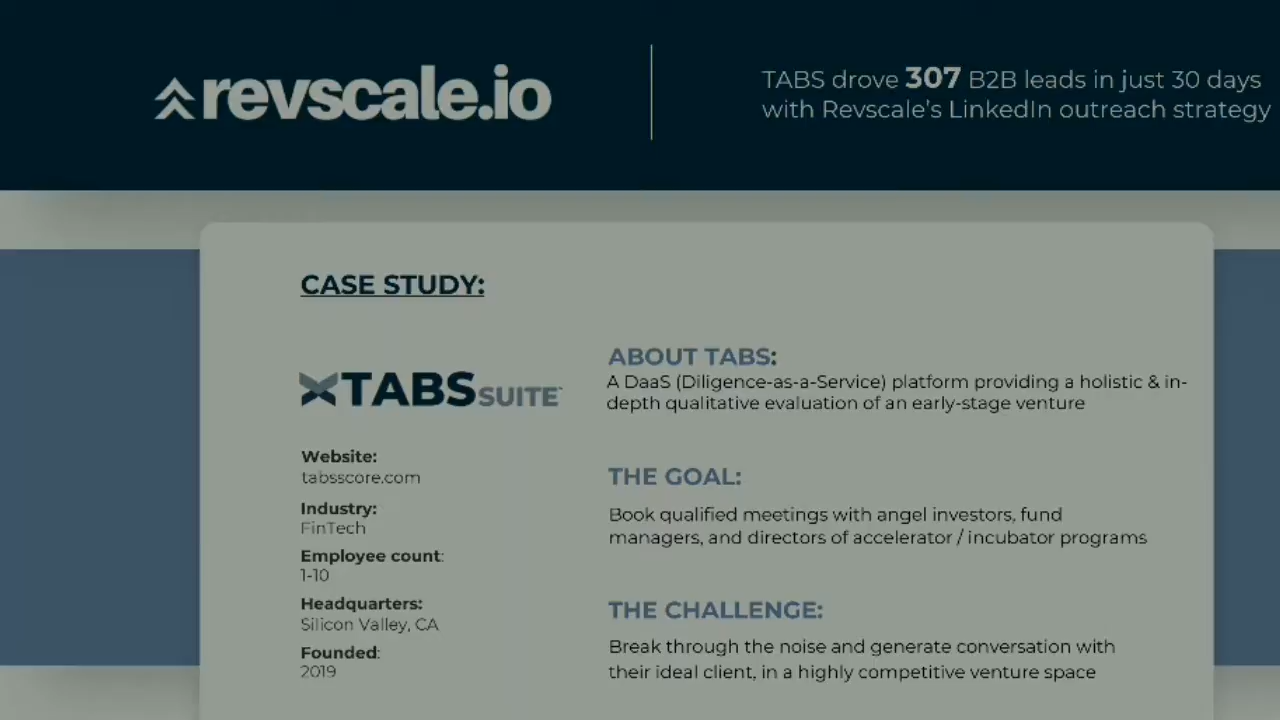 revscale.io
TABS drove 307 B2B leads in just 30 days
with Revscale's LinkedIn outreach strategy
CASE STUDY:
TABS SUITE
Website:
tabsscore.com
Industry:
FinTech
Employee count:
1-10
Headquarters:
Silicon Valley, CA
Founded:
2019
ABOUT TABS:
A DaaS (Diligence-as-a-Service) platform providing a holistic & in-
depth qualitative evaluation of an early-stage venture
THE GOAL:
Book qualified meetings with angel investors, fund
managers, and directors of accelerator / incubator programs
THE CHALLENGE:
Break through the noise and generate conversation with
their ideal client, in a highly competitive venture space